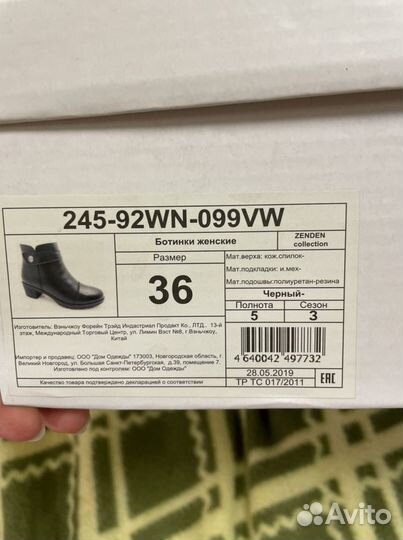 245-92WN-099VW
Ботинки женские
ZENDEN
collection
Размер
36
Мат.верха: кож.спилок-
Мат.подкладки: и.мех-
Мат.подошвы:полиуретан-резина
Черный-
Полнота
Сезон
5
3
4 640042 497732
28.05.2019
ТР ТС 017/2011
EAC
Изготовитель: Вэньчжоу Форейн Трэйд Индастриал Продакт Ко., ЛТД., 13-й
этаж, Международный Торговый Центр, ул. Лимин Вэст №8, г.Вэньчжоу,
Китай
Импортер и продавец: ООО "Дом Одежды" 173003, Новгородская область, г.
Великий Новгород, ул. Большая Санкт-Петербургская, д.39, помещение 7.
Изготовлено под контролем: ООО "Дом Одежды"
Качество товара подтверждено декларацией о соответствии
Avito